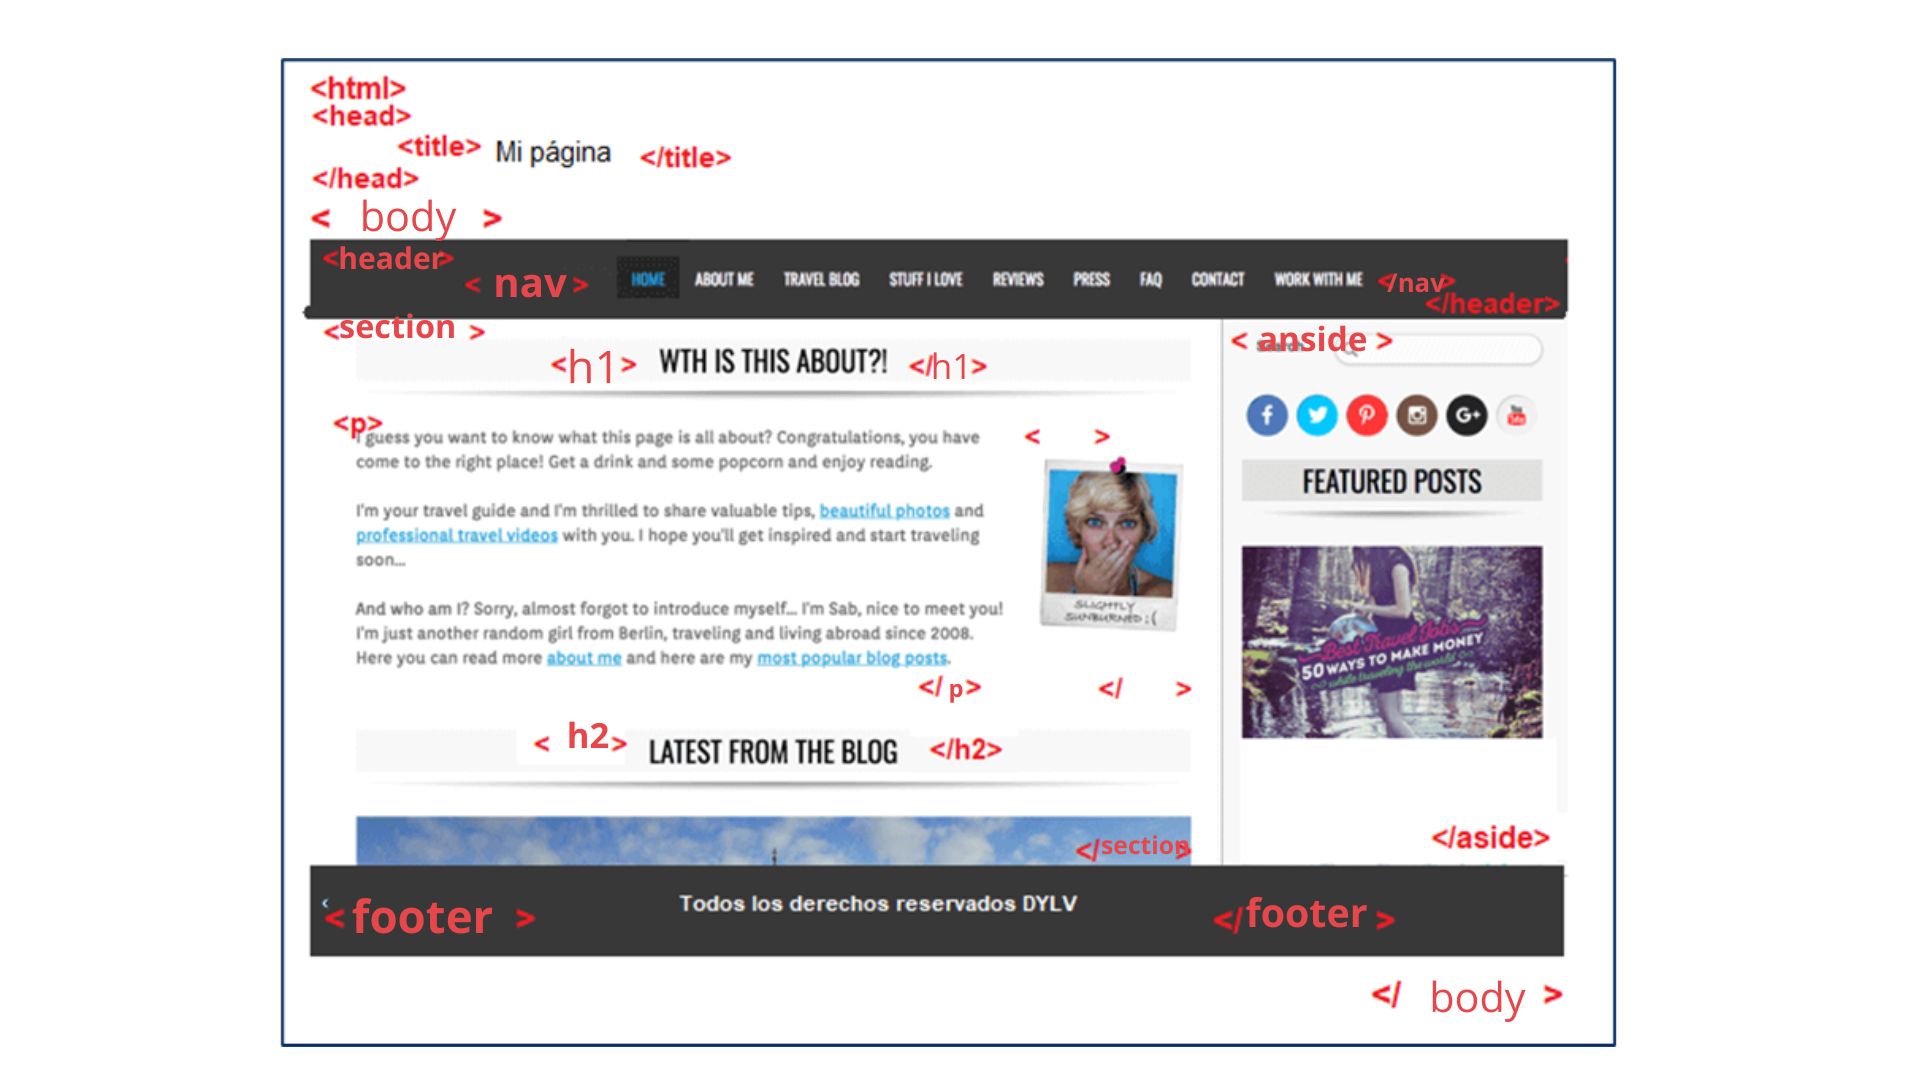 <html>
<head>
<title> Mi página </title>
</head>
< body >
<header>
< nav > HOME ABOUT ME TRAVEL BLOG STUFF I LOVE REVIEWS PRESS FAQ CONTACT WORK WITH ME </nav>
</header>
<section >
<h1> WTH IS THIS ABOUT?! </h1>
<p>
I guess you want to know what this page is all about? Congratulations, you have
come to the right place! Get a drink and some popcorn and enjoy reading.
I'm your travel guide and I'm thrilled to share valuable tips, beautiful photos and
professional travel videos with you. I hope you'll get inspired and start traveling
soon...
And who am I? Sorry, almost forgot to introduce myself... I'm Sab, nice to meet you!
I'm just another random girl from Berlin, traveling and living abroad since 2008.
Here you can read more about me and here are my most popular blog posts.
</ p>
< >
SLIGHTLY
SUNBURNED :(
</ >
< h2> LATEST FROM THE BLOG </h2>
</section>
< anside >
Search
f G+ You Tube
FEATURED POSTS
Best Travel Jobs
50 WAYS TO MAKE MONEY
while traveling the world
</aside>
‹
< footer > Todos los derechos reservados DYLV </footer >
</ body >